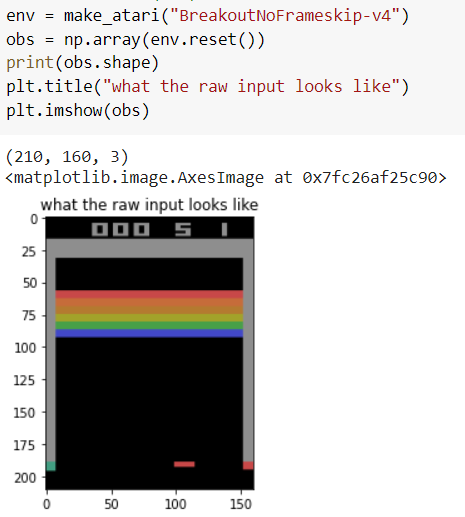 env = make_atari("BreakoutNoFrameskip-v4")
obs = np.array(env.reset())
print(obs.shape)
plt.title("what the raw input looks like")
plt.imshow(obs)
(210, 160, 3)
<matplotlib.image.AxesImage at 0x7fc26af25c90>
what the raw input looks like
0
000 5 1
25
50
75
100
125
150
175
200
0 50 100 150